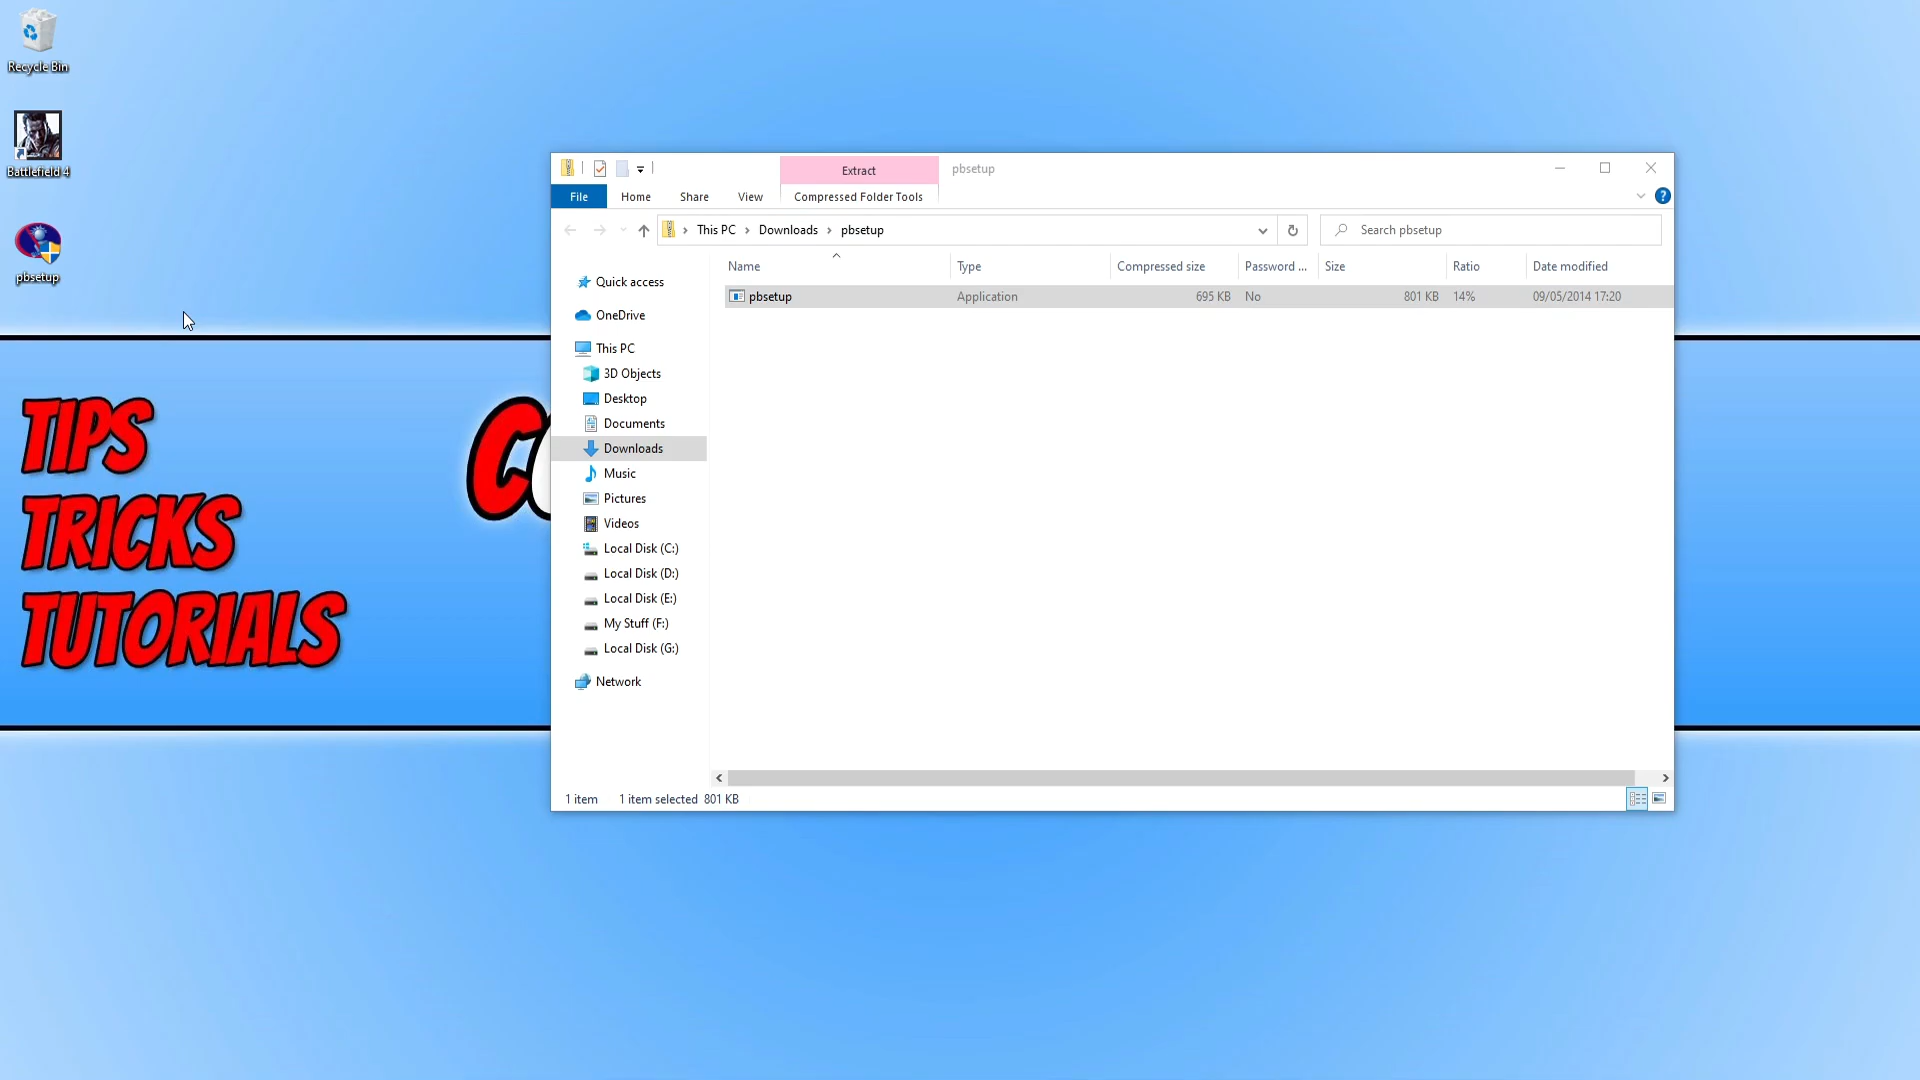 Recycle Bin
Battlefield 4
pbsetup
TIPS
TRICKS
TUTORIALS
Extract
pbsetup
File
Home
Share
View
Compressed Folder Tools
This PC
Downloads
pbsetup
Search pbsetup
Name
Type
Compressed size
Password ...
Size
Ratio
Date modified
pbsetup
Application
695 KB
No
801 KB
14%
09/05/2014 17:20
Quick access
OneDrive
This PC
3D Objects
Desktop
Documents
Downloads
Music
Pictures
Videos
Local Disk (C:)
Local Disk (D:)
Local Disk (E:)
My Stuff (F:)
Local Disk (G:)
Network
1 item
1 item selected 801 KB